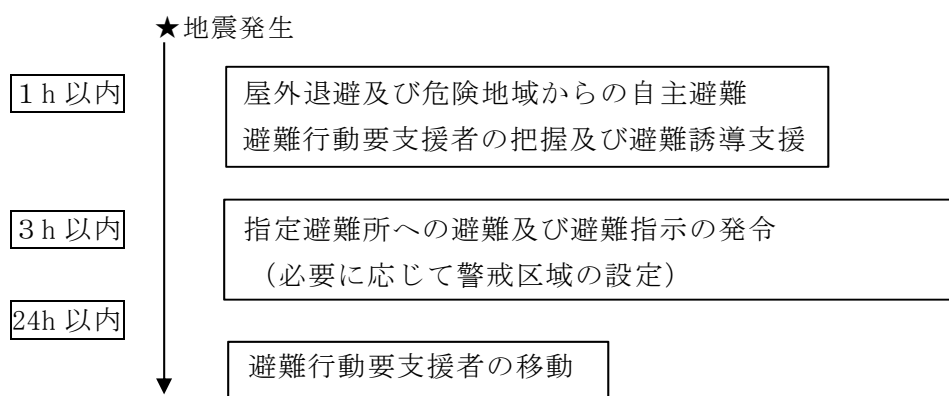 ★地震発生
１ｈ以内
屋外退避及び危険地域からの自主避難
避難行動要支援者の把握及び避難誘導支援
３ｈ以内
指定避難所への避難及び避難指示の発令
（必要に応じて警戒区域の設定）
24h 以内
避難行動要支援者の移動